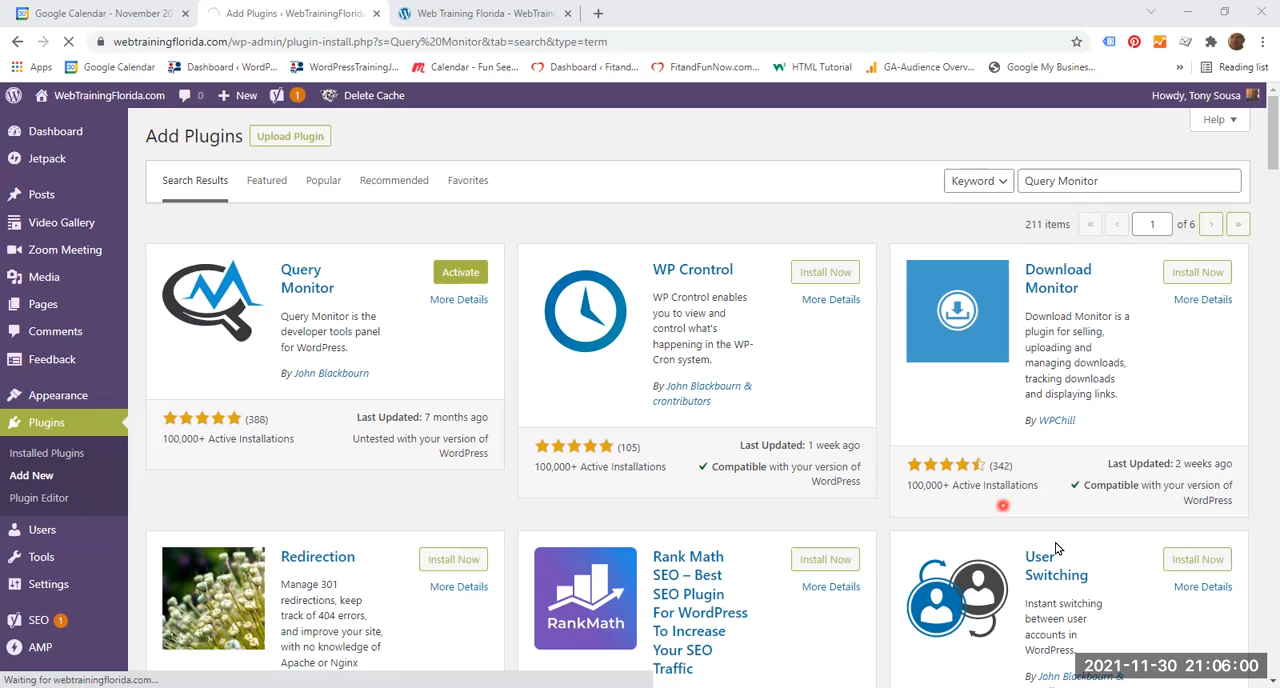 Google Calendar - November 20
Add Plugins ‹ WebTrainingFlorida
Web Training Florida - WebTrain
webtrainingflorida.com/wp-admin/plugin-install.php?s=Query%20Monitor&tab=search&type=term
Apps
Google Calendar
Dashboard ‹ WordP...
WordPressTrainingJ...
Calendar - Fun See...
Dashboard ‹ Fitand...
FitandFunNow.com...
HTML Tutorial
GA-Audience Overv...
Google My Busines...
»
Reading list
WebTrainingFlorida.com
0
New
1
Delete Cache
Howdy, Tony Sousa
Dashboard
Jetpack
Posts
Video Gallery
Zoom Meeting
Media
Pages
Comments
Feedback
Appearance
Plugins
Installed Plugins
Add New
Plugin Editor
Users
Tools
Settings
SEO 1
AMP
Add Plugins
Upload Plugin
Help
Search Results
Featured
Popular
Recommended
Favorites
Keyword
Query Monitor
211 items
«
‹
1
of 6
›
»
Query
Monitor
Activate
More Details
Query Monitor is the
developer tools panel
for WordPress.
By John Blackbourn
(388)
100,000+ Active Installations
Last Updated: 7 months ago
Untested with your version of
WordPress
WP Crontrol
Install Now
More Details
WP Crontrol enables
you to view and
control what's
happening in the WP-
Cron system.
By John Blackbourn &
crontributors
(105)
100,000+ Active Installations
Last Updated: 1 week ago
Compatible with your version of
WordPress
Download
Monitor
Install Now
More Details
Download Monitor is a
plugin for selling,
uploading and
managing downloads,
tracking downloads
and displaying links.
By WPChill
(342)
100,000+ Active Installations
Last Updated: 2 weeks ago
Compatible with your version of
WordPress
Redirection
Install Now
More Details
Manage 301
redirections, keep
track of 404 errors,
and improve your site,
with no knowledge of
Apache or Nginx
RankMath
Rank Math
SEO – Best
SEO Plugin
For WordPress
To Increase
Your SEO
Traffic
Install Now
More Details
User
Switching
Install Now
More Details
Instant switching
between user
accounts in
WordPress.
By John Blackbourn &
2021-11-30 21:06:00
Waiting for webtrainingflorida.com...